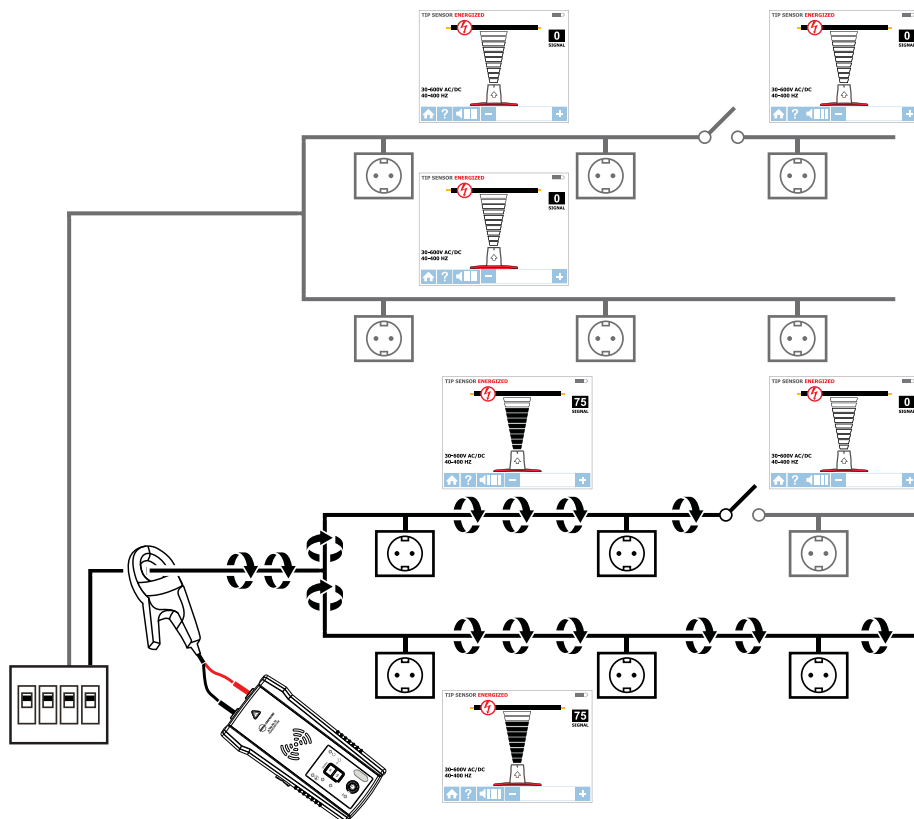 TIP SENSOR ENERGIZED
0
SIGNAL
30-600V AC/DC
40-400 HZ
?
TIP SENSOR ENERGIZED
0
SIGNAL
30-600V AC/DC
40-400 HZ
?
TIP SENSOR ENERGIZED
0
SIGNAL
30-600V AC/DC
40-400 HZ
?
TIP SENSOR ENERGIZED
75
SIGNAL
30-600V AC/DC
40-400 HZ
?
TIP SENSOR ENERGIZED
0
SIGNAL
30-600V AC/DC
40-400 HZ
?
TIP SENSOR ENERGIZED
75
SIGNAL
30-600V AC/DC
40-400 HZ
?